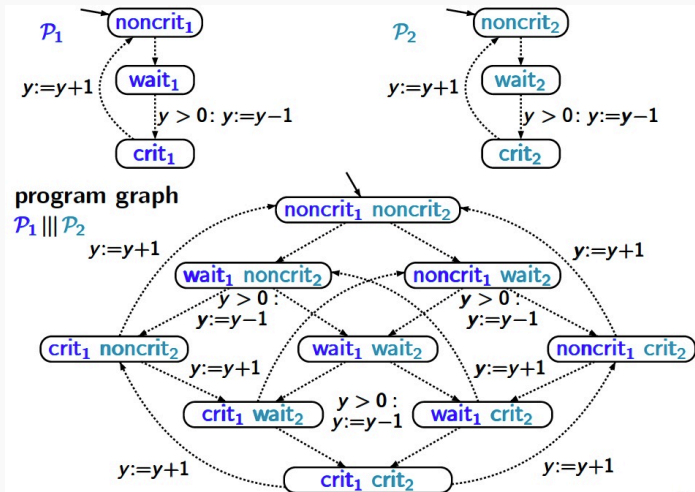 P₁ noncrit₁
wait₁
y:=y+1
y > 0: y:=y−1
crit₁
P₂ noncrit₂
wait₂
y:=y+1
y > 0: y:=y−1
crit₂
program graph
P₁ ||| P₂
noncrit₁ noncrit₂
y:=y+1
y:=y+1
wait₁ noncrit₂
noncrit₁ wait₂
y > 0:
y:=y−1
y > 0:
y:=y−1
crit₁ noncrit₂
wait₁ wait₂
noncrit₁ crit₂
y:=y+1
y:=y+1
crit₁ wait₂
y > 0:
y:=y−1
wait₁ crit₂
y:=y+1
crit₁ crit₂
y:=y+1